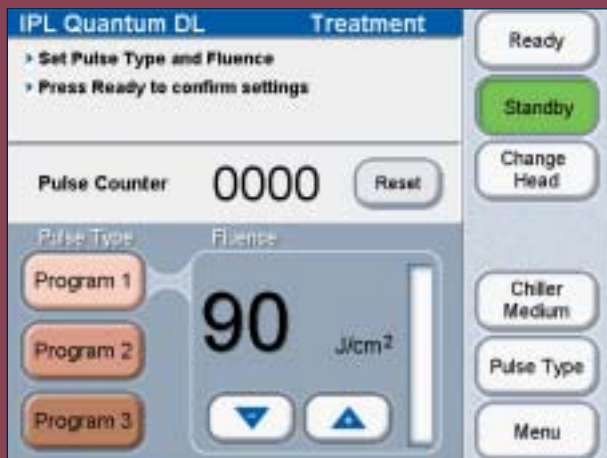 IPL Quantum DL Treatment
Set Pulse Type and Fluence
Press Ready to confirm settings
Pulse Counter 0000 Reset
Pulse Type Fluence
Program 1
90 J/cm²
Program 2
Program 3
Ready
Standby
Change
Head
Chiller
Medium
Pulse Type
Menu